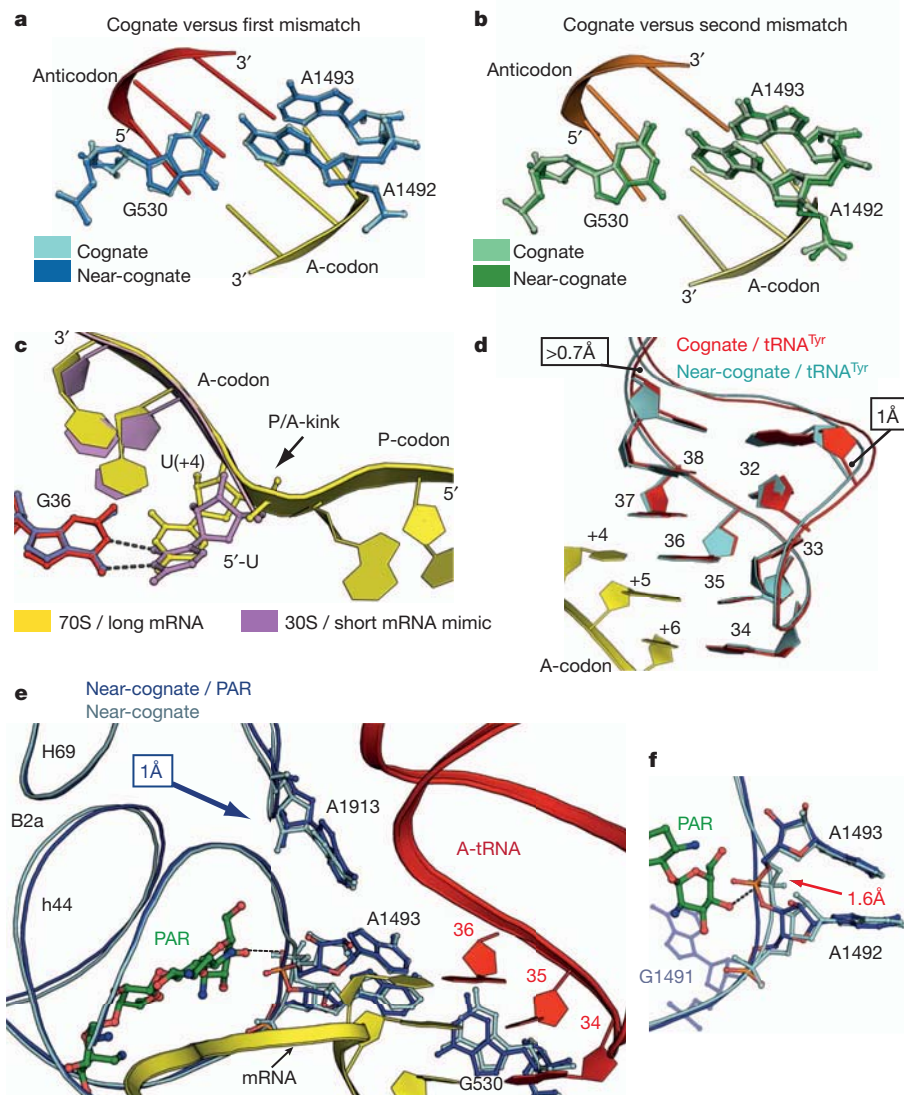 a
Cognate versus first mismatch
Anticodon
3′
A1493
5′
G530
A1492
Cognate
Near-cognate
3′
A-codon
b
Cognate versus second mismatch
Anticodon
3′
A1493
5′
G530
A1492
Cognate
Near-cognate
3′
A-codon
c
3′
A-codon
P/A-kink
U(+4)
P-codon
G36
5′
5′-U
70S / long mRNA
30S / short mRNA mimic
d
Cognate / tRNAᵀʸʳ
>0.7Å
Near-cognate / tRNAᵀʸʳ
1Å
38
32
37
33
36
+4
35
+5
+6
34
A-codon
e
Near-cognate / PAR
Near-cognate
H69
1Å
A1913
B2a
A-tRNA
h44
A1493
PAR
36
35
34
mRNA
G530
f
PAR
A1493
1.6Å
A1492
G1491